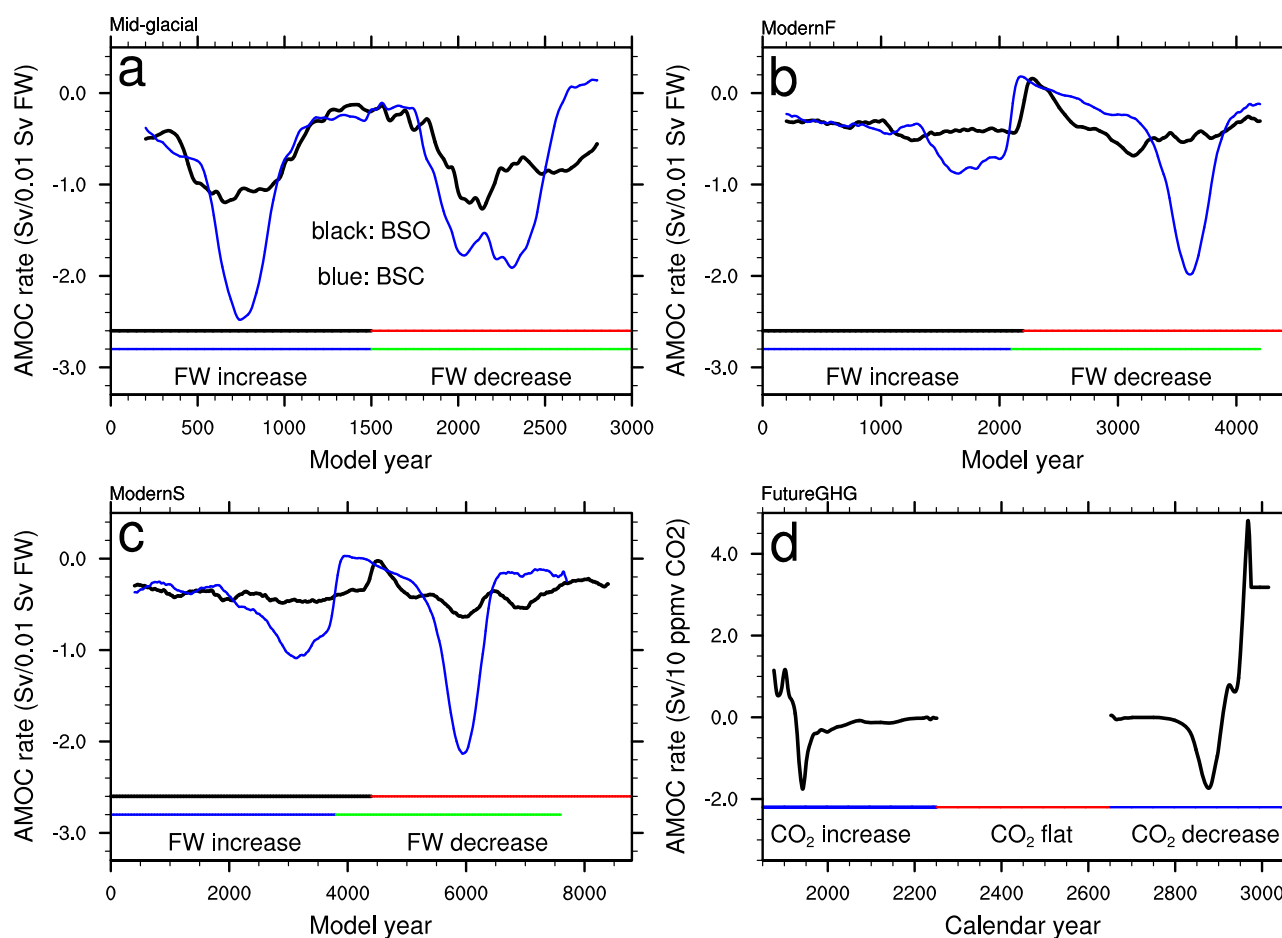 Mid-glacial
a
0.0
-1.0
-2.0
-3.0
AMOC rate (Sv/0.01 Sv FW)
black: BSO
blue: BSC
FW increase
FW decrease
0 500 1000 1500 2000 2500 3000
Model year
ModernF
b
0.0
-1.0
-2.0
-3.0
AMOC rate (Sv/0.01 Sv FW)
FW increase
FW decrease
0 1000 2000 3000 4000
Model year
ModernS
c
0.0
-1.0
-2.0
-3.0
AMOC rate (Sv/0.01 Sv FW)
FW increase
FW decrease
0 2000 4000 6000 8000
Model year
FutureGHG
d
4.0
2.0
0.0
-2.0
AMOC rate (Sv/10 ppmv CO2)
CO₂ increase
CO₂ flat
CO₂ decrease
2000 2200 2400 2600 2800 3000
Calendar year